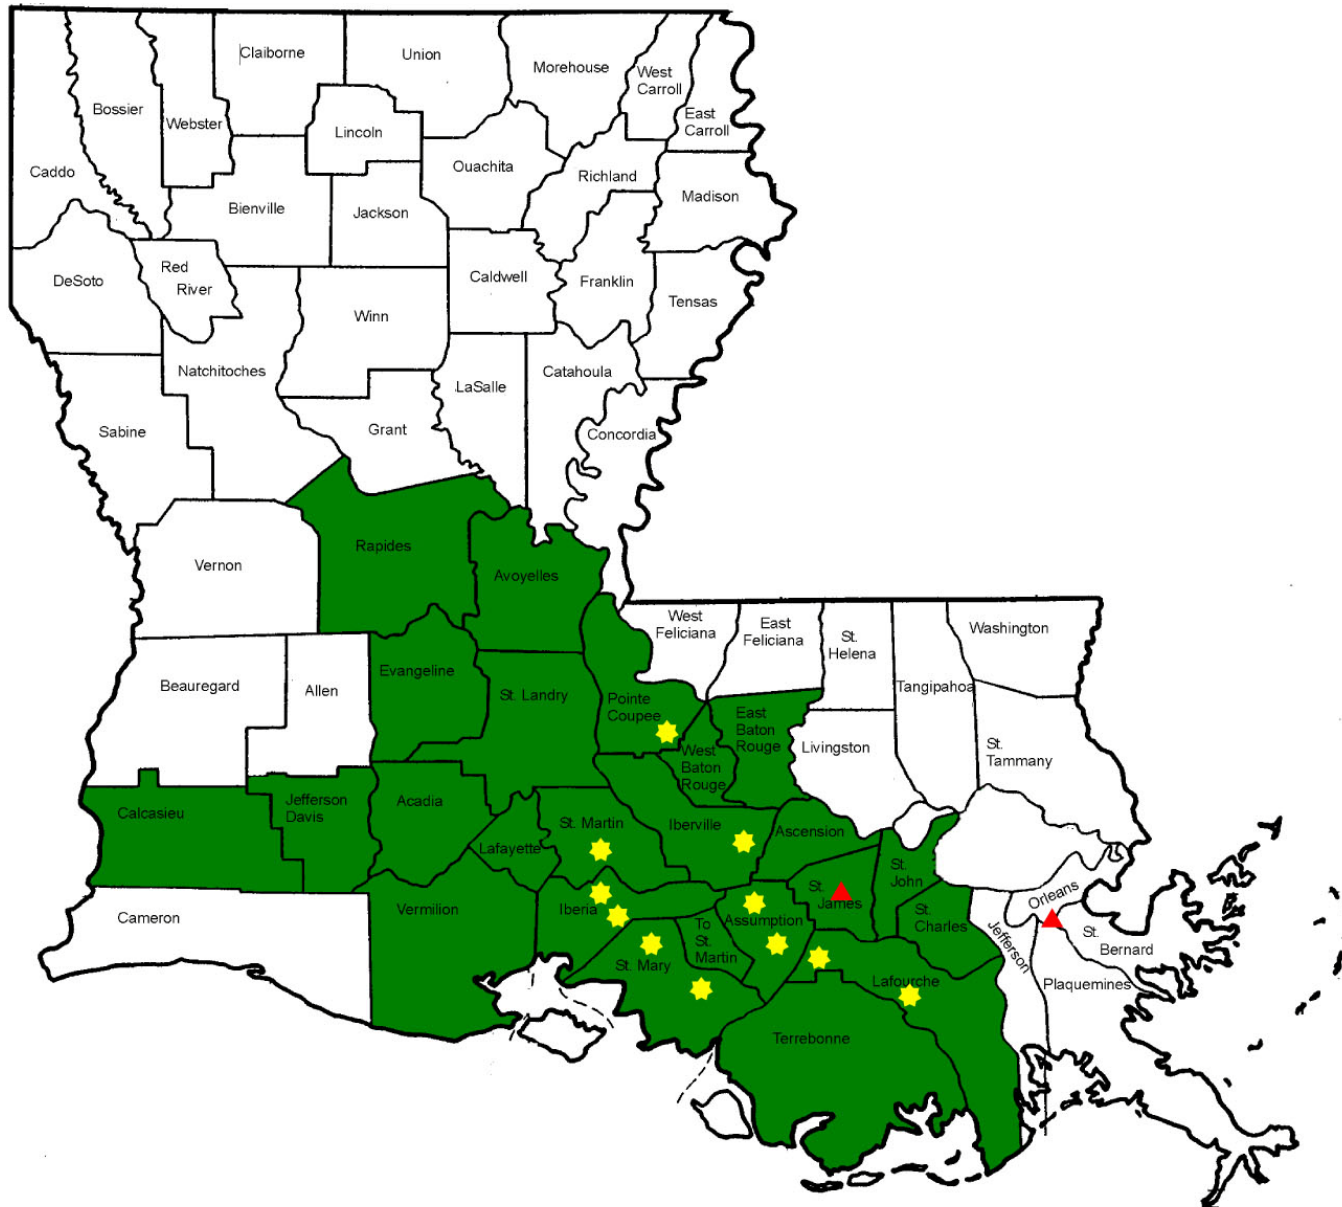 Claiborne
Union
Morehouse
West
Carroll
East
Carroll
Bossier
Webster
Lincoln
Ouachita
Richland
Madison
Caddo
Bienville
Jackson
Red
River
DeSoto
Caldwell
Franklin
Tensas
Winn
Natchitoches
LaSalle
Catahoula
Sabine
Grant
Concordia
Rapides
Vernon
Avoyelles
West
Feliciana
East
Feliciana
St.
Helena
Washington
Tangipahoa
Beauregard
Allen
Evangeline
St. Landry
Pointe
Coupee
East
Baton
Rouge
West
Baton
Rouge
Livingston
St.
Tammany
Calcasieu
Jefferson
Davis
Acadia
Lafayette
St. Martin
Iberville
Ascension
St.
John
St.
James
Orleans
Cameron
Vermilion
Iberia
To
St.
Martin
Assumption
St.
Charles
Jefferson
St.
Bernard
St. Mary
Lafourche
Plaquemines
Terrebonne